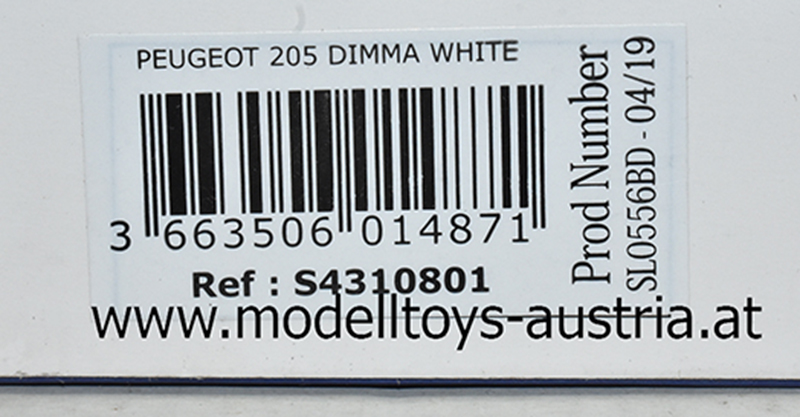 PEUGEOT 205 DIMMA WHITE
3 663506 014871
Ref : S4310801
Prod Number
SL0556BD - 04/19
www.modelltoys-austria.at